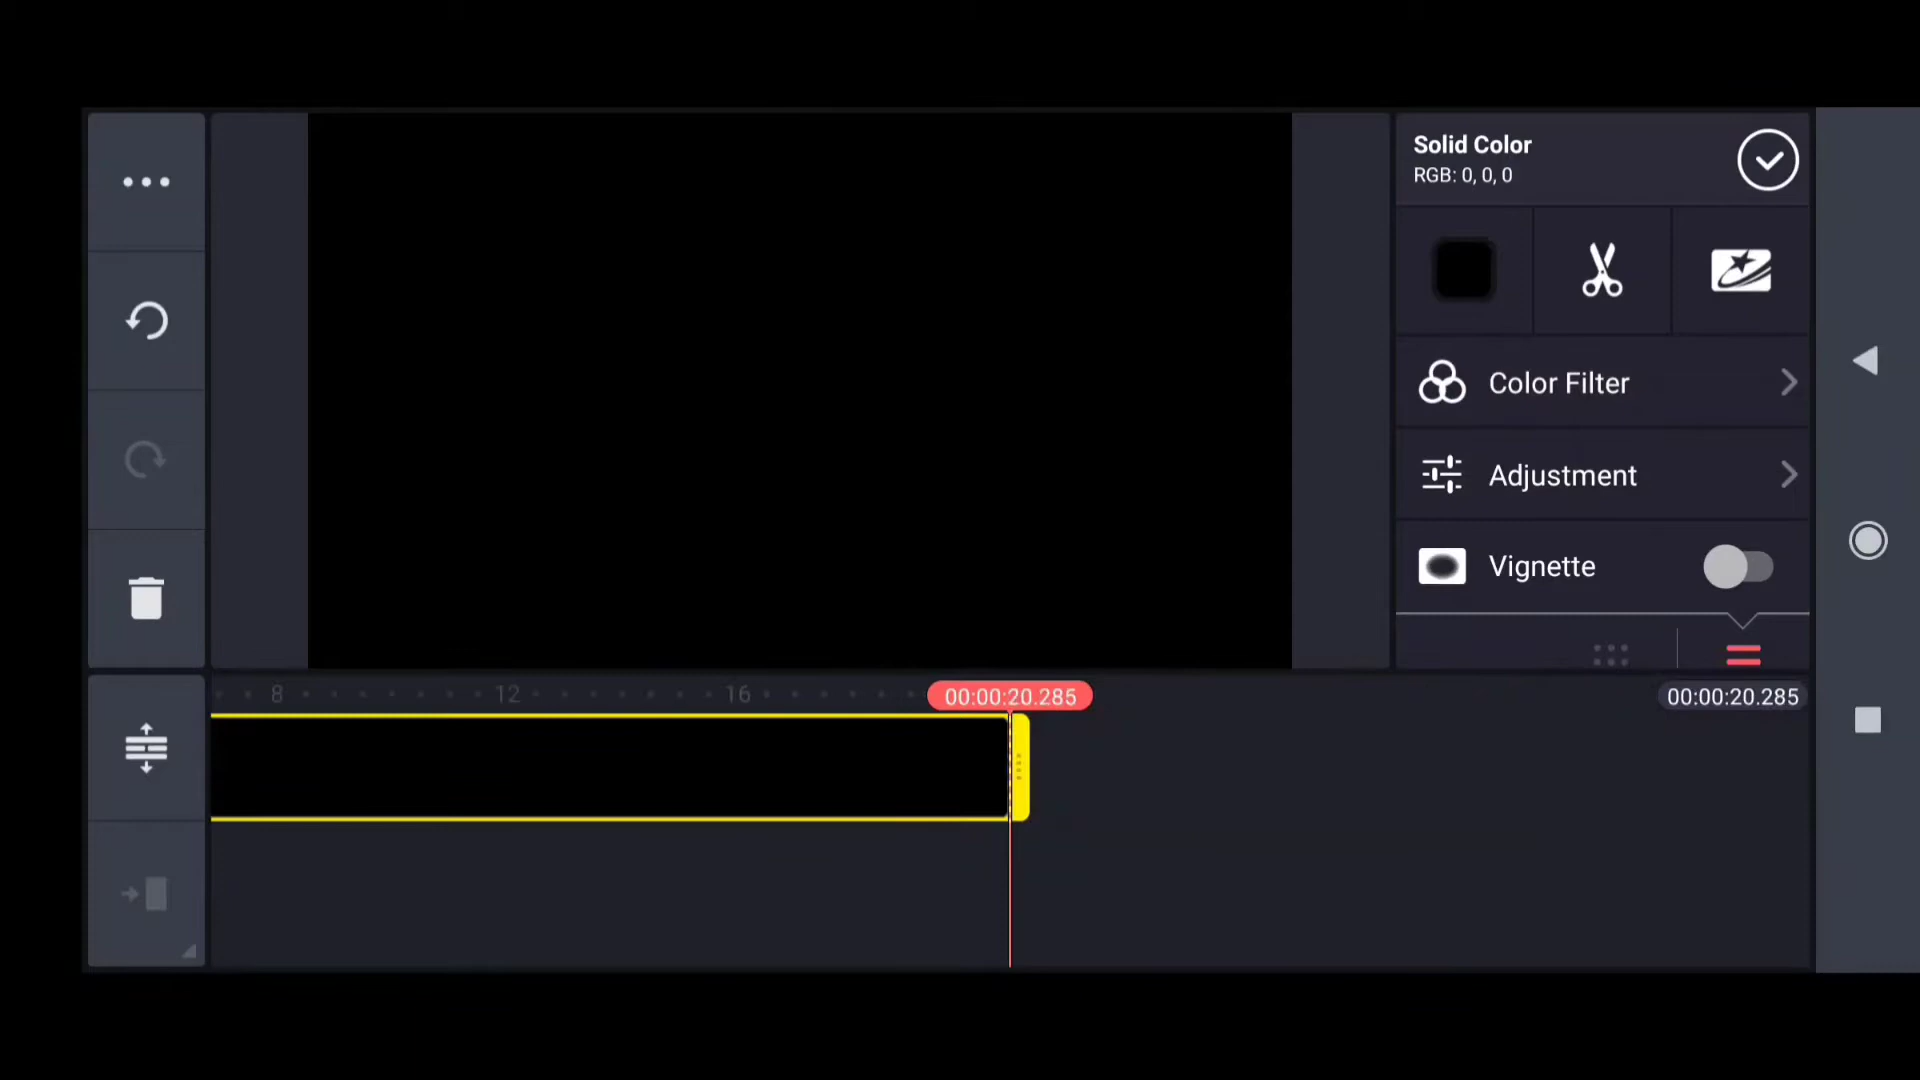 Solid Color
RGB: 0, 0, 0
Color Filter
Adjustment
Vignette
8 12 16 00:00:20.285 00:00:20.285